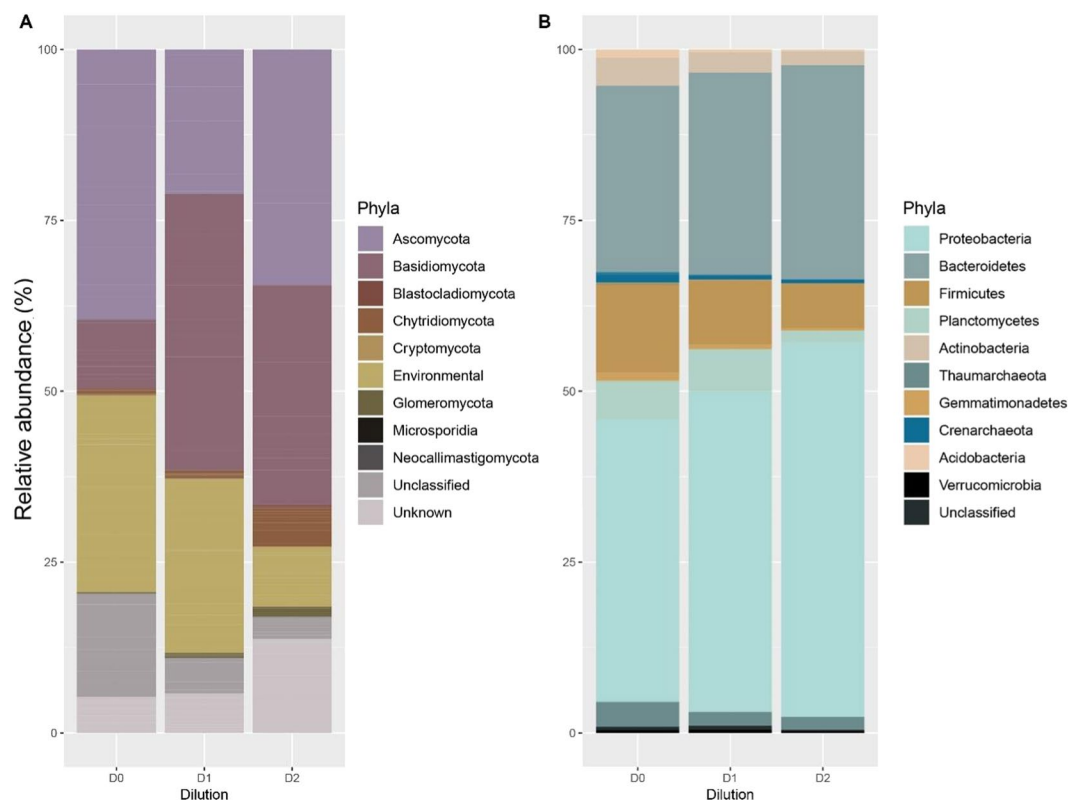 A
Relative abundance (%)
100
75
50
25
0
D0 D1 D2
Dilution
Phyla
Ascomycota
Basidiomycota
Blastocladiomycota
Chytridiomycota
Cryptomycota
Environmental
Glomeromycota
Microsporidia
Neocallimastigomycota
Unclassified
Unknown
B
100
75
50
25
0
D0 D1 D2
Dilution
Phyla
Proteobacteria
Bacteroidetes
Firmicutes
Planctomycetes
Actinobacteria
Thaumarchaeota
Gemmatimonadetes
Crenarchaeota
Acidobacteria
Verrucomicrobia
Unclassified